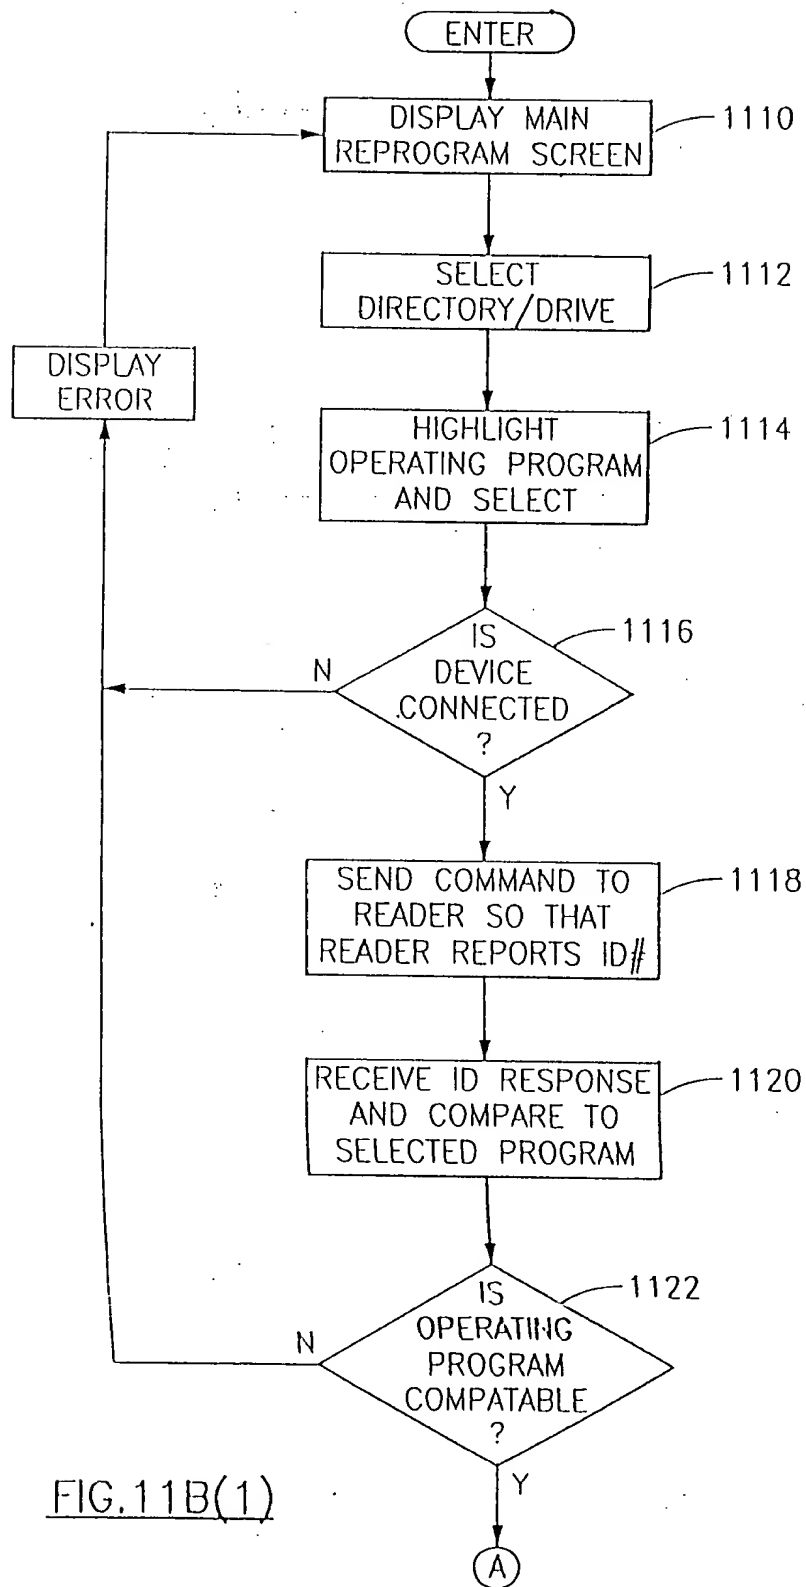 ENTER
DISPLAY MAIN
REPROGRAM SCREEN
1110
SELECT
DIRECTORY/DRIVE
1112
DISPLAY
ERROR
HIGHLIGHT
OPERATING PROGRAM
AND SELECT
1114
IS
DEVICE
CONNECTED
?
1116
N
Y
SEND COMMAND TO
READER SO THAT
READER REPORTS ID#
1118
RECEIVE ID RESPONSE
AND COMPARE TO
SELECTED PROGRAM
1120
IS
OPERATING
PROGRAM
COMPATABLE
?
1122
N
Y
FIG.11B(1)
A